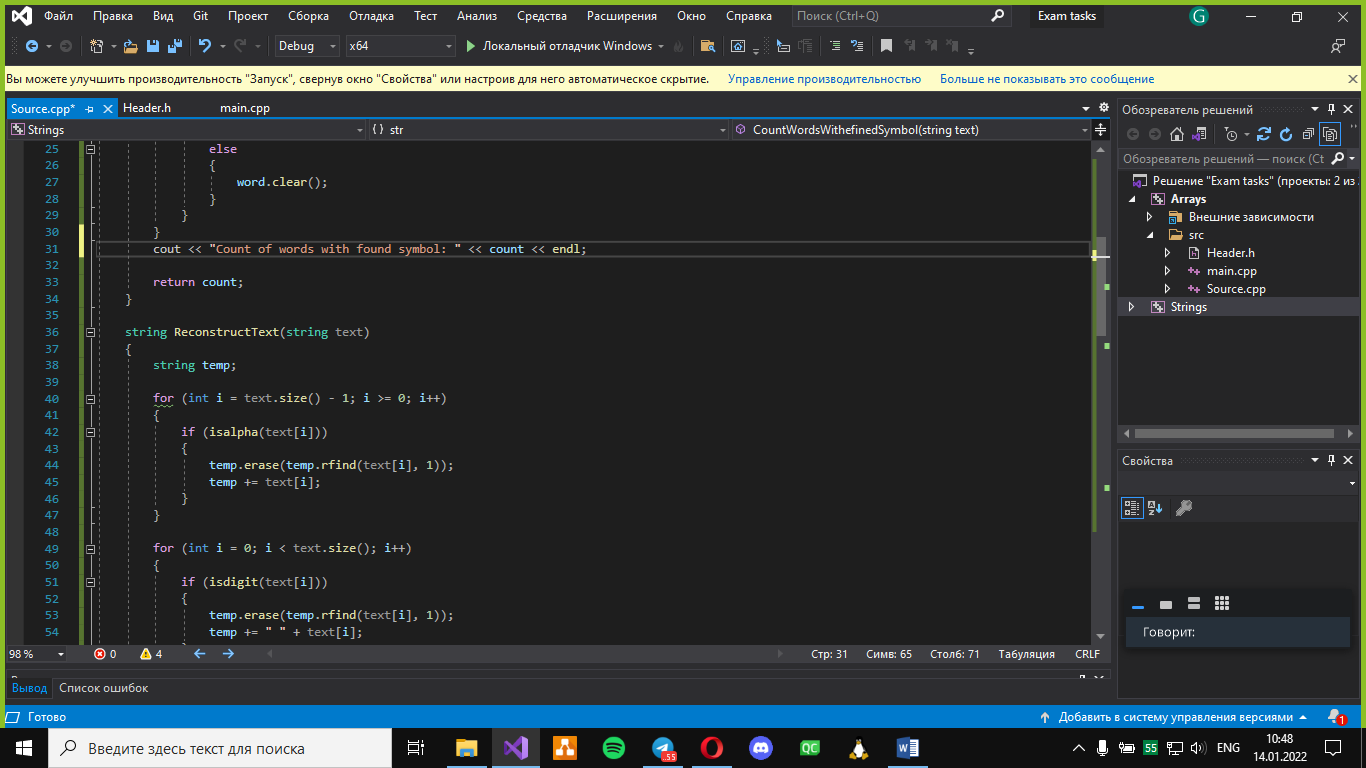 Файл Правка Вид Git Проект Сборка Отладка Тест Анализ Средства Расширения Окно Справка Поиск (Ctrl+Q) Exam tasks G
Debug x64 Локальный отладчик Windows
Вы можете улучшить производительность "Запуск", свернув окно "Свойства" или настроив для него автоматическое скрытие. Управление производительностью Больше не показывать это сообщение
Source.cpp* Header.h main.cpp
Strings {} str CountWordsWithefinedSymbol(string text)
25 else
26 {
27 word.clear();
28 }
29 }
30 }
31 cout << "Count of words with found symbol: " << count << endl;
32
33 return count;
34 }
35
36 string ReconstructText(string text)
37 {
38 string temp;
39
40 for (int i = text.size() - 1; i >= 0; i++)
41 {
42 if (isalpha(text[i]))
43 {
44 temp.erase(temp.rfind(text[i], 1));
45 temp += text[i];
46 }
47 }
48
49 for (int i = 0; i < text.size(); i++)
50 {
51 if (isdigit(text[i]))
52 {
53 temp.erase(temp.rfind(text[i], 1));
54 temp += " " + text[i];
98 % 0 4 Стр: 31 Симв: 65 Столб: 71 Табуляция CRLF
Вывод Список ошибок
Обозреватель решений
Обозреватель решений — поиск (Ct
Решение "Exam tasks" (проекты: 2 из
Arrays
Внешние зависимости
src
Header.h
main.cpp
Source.cpp
Strings
Свойства
Говорит:
Готово Добавить в систему управления версиями 1
Введите здесь текст для поиска 55 QC W 55 ENG 10:48
14.01.2022